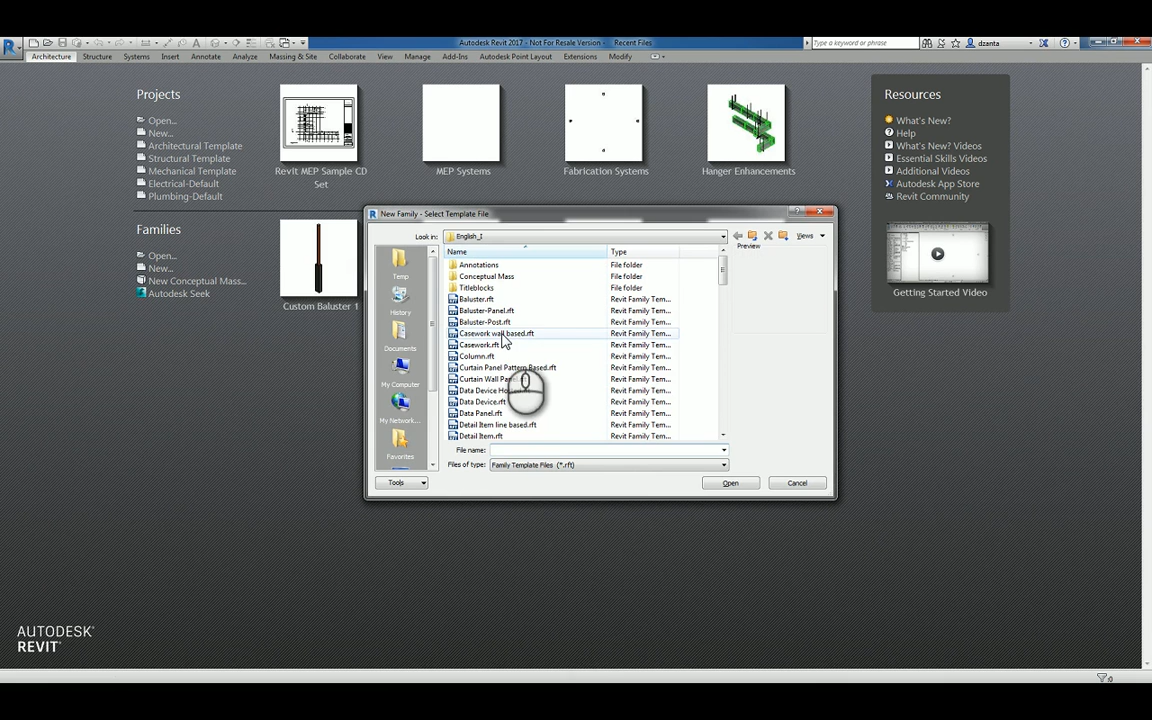 Autodesk Revit 2017 - Not For Resale Version - Recent Files
Type a keyword or phrase
dzanta
Architecture
Structure
Systems
Insert
Annotate
Analyze
Massing & Site
Collaborate
View
Manage
Add-Ins
Autodesk Point Layout
Extensions
Modify
Projects
Open...
New...
Architectural Template
Structural Template
Mechanical Template
Electrical-Default
Plumbing-Default
Revit MEP Sample CD
Set
MEP Systems
Fabrication Systems
Hanger Enhancements
Families
Open...
New...
New Conceptual Mass...
Autodesk Seek
Custom Baluster 1
Resources
What's New?
Help
What's New? Videos
Essential Skills Videos
Additional Videos
Autodesk App Store
Revit Community
Getting Started Video
New Family - Select Template File
Look in:
English_I
Views
Preview
Name
Type
Annotations
File folder
Conceptual Mass
File folder
Titleblocks
File folder
Baluster.rft
Revit Family Tem...
Baluster-Panel.rft
Revit Family Tem...
Baluster-Post.rft
Revit Family Tem...
Casework wall based.rft
Revit Family Tem...
Casework.rft
Revit Family Tem...
Column.rft
Revit Family Tem...
Curtain Panel Pattern Based.rft
Revit Family Tem...
Curtain Wall
Revit Family Tem...
Data Device
Revit Family Tem...
Data Device.rft
Revit Family Tem...
Data Panel.rft
Revit Family Tem...
Detail Item line based.rft
Revit Family Tem...
Detail Item.rft
Revit Family Tem...
Temp
History
Documents
My Computer
My Network...
Favorites
File name:
Files of type:
Family Template Files (*.rft)
Tools
Open
Cancel
AUTODESK®
REVIT®
:0